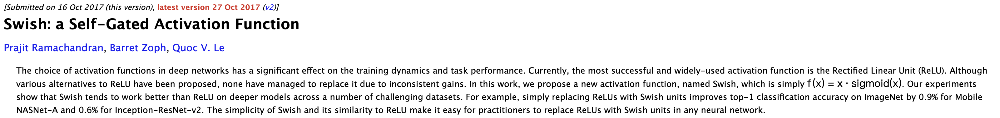 [Submitted on 16 Oct 2017 (this version), latest version 27 Oct 2017 (v2)]
Swish: a Self-Gated Activation Function
Prajit Ramachandran, Barret Zoph, Quoc V. Le
The choice of activation functions in deep networks has a significant effect on the training dynamics and task performance. Currently, the most successful and widely-used activation function is the Rectified Linear Unit (ReLU). Although
various alternatives to ReLU have been proposed, none have managed to replace it due to inconsistent gains. In this work, we propose a new activation function, named Swish, which is simply f(x) = x · sigmoid(x). Our experiments
show that Swish tends to work better than ReLU on deeper models across a number of challenging datasets. For example, simply replacing ReLUs with Swish units improves top-1 classification accuracy on ImageNet by 0.9% for Mobile
NASNet-A and 0.6% for Inception-ResNet-v2. The simplicity of Swish and its similarity to ReLU make it easy for practitioners to replace ReLUs with Swish units in any neural network.